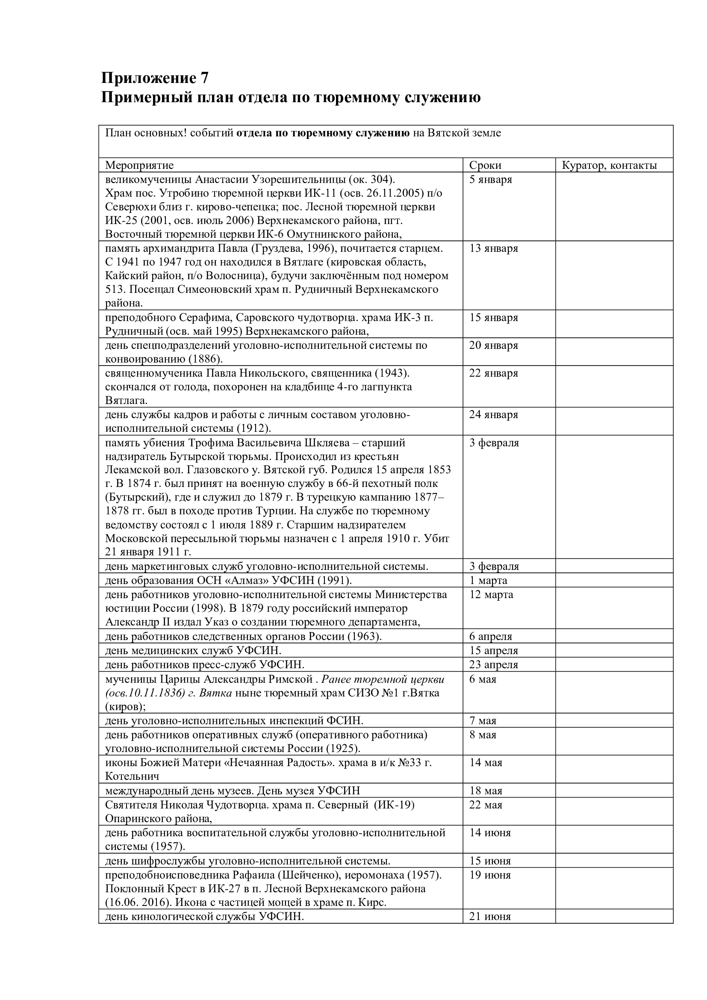 Приложение 7
Примерный план отдела по тюремному служению
План основных! событий отдела по тюремному служению на Вятской земле
Мероприятие Сроки Куратор, контакты
великомученицы Анастасии Узорешительницы (ок. 304). 5 января
Храм пос. Утробино тюремной церкви ИК-11 (осв. 26.11.2005) п/о
Северюхи близ г. кирово-чепецка; пос. Лесной тюремной церкви
ИК-25 (2001, осв. июль 2006) Верхнекамского района, пгт.
Восточный тюремной церкви ИК-6 Омутнинского района,
память архимандрита Павла (Груздева, 1996), почитается старцем. 13 января
С 1941 по 1947 год он находился в Вятлаге (кировская область,
Кайский район, п/о Волосница), будучи заключённым под номером
513. Посещал Симеоновский храм п. Рудничный Верхнекамского
района.
преподобного Серафима, Саровского чудотворца. храма ИК-3 п. 15 января
Рудничный (осв. май 1995) Верхнекамского района,
день спецподразделений уголовно-исполнительной системы по 20 января
конвоированию (1886).
священномученика Павла Никольского, священника (1943). 22 января
скончался от голода, похоронен на кладбище 4-го лагпункта
Вятлага.
день службы кадров и работы с личным составом уголовно- 24 января
исполнительной системы (1912).
память убиения Трофима Васильевича Шкляева – старший 3 февраля
надзиратель Бутырской тюрьмы. Происходил из крестьян
Лекамской вол. Глазовского у. Вятской губ. Родился 15 апреля 1853
г. В 1874 г. был принят на военную службу в 66-й пехотный полк
(Бутырский), где и служил до 1879 г. В турецкую кампанию 1877–
1878 гг. был в походе против Турции. На службе по тюремному
ведомству состоял с 1 июля 1889 г. Старшим надзирателем
Московской пересыльной тюрьмы назначен с 1 апреля 1910 г. Убит
21 января 1911 г.
день маркетинговых служб уголовно-исполнительной системы. 3 февраля
день образования ОСН «Алмаз» УФСИН (1991). 1 марта
день работников уголовно-исполнительной системы Министерства 12 марта
юстиции России (1998). В 1879 году российский император
Александр II издал Указ о создании тюремного департамента,
день работников следственных органов России (1963). 6 апреля
день медицинских служб УФСИН. 15 апреля
день работников пресс-служб УФСИН. 23 апреля
мученицы Царицы Александры Римской . Ранее тюремной церкви 6 мая
(осв.10.11.1836) г. Вятка ныне тюремный храм СИЗО №1 г.Вятка
(киров);
день уголовно-исполнительных инспекций ФСИН. 7 мая
день работников оперативных служб (оперативного работника) 8 мая
уголовно-исполнительной системы России (1925).
иконы Божией Матери «Нечаянная Радость». храма в и/к №33 г. 14 мая
Котельнич
международный день музеев. День музея УФСИН 18 мая
Святителя Николая Чудотворца. храма п. Северный (ИК-19) 22 мая
Опаринского района,
день работника воспитательной службы уголовно-исполнительной 14 июня
системы (1957).
день шифрослужбы уголовно-исполнительной системы. 15 июня
преподобноисповедника Рафаила (Шейченко), иеромонаха (1957). 19 июня
Поклонный Крест в ИК-27 в п. Лесной Верхнекамского района
(16.06. 2016). Икона с частицей мощей в храме п. Кирс.
день кинологической службы УФСИН. 21 июня